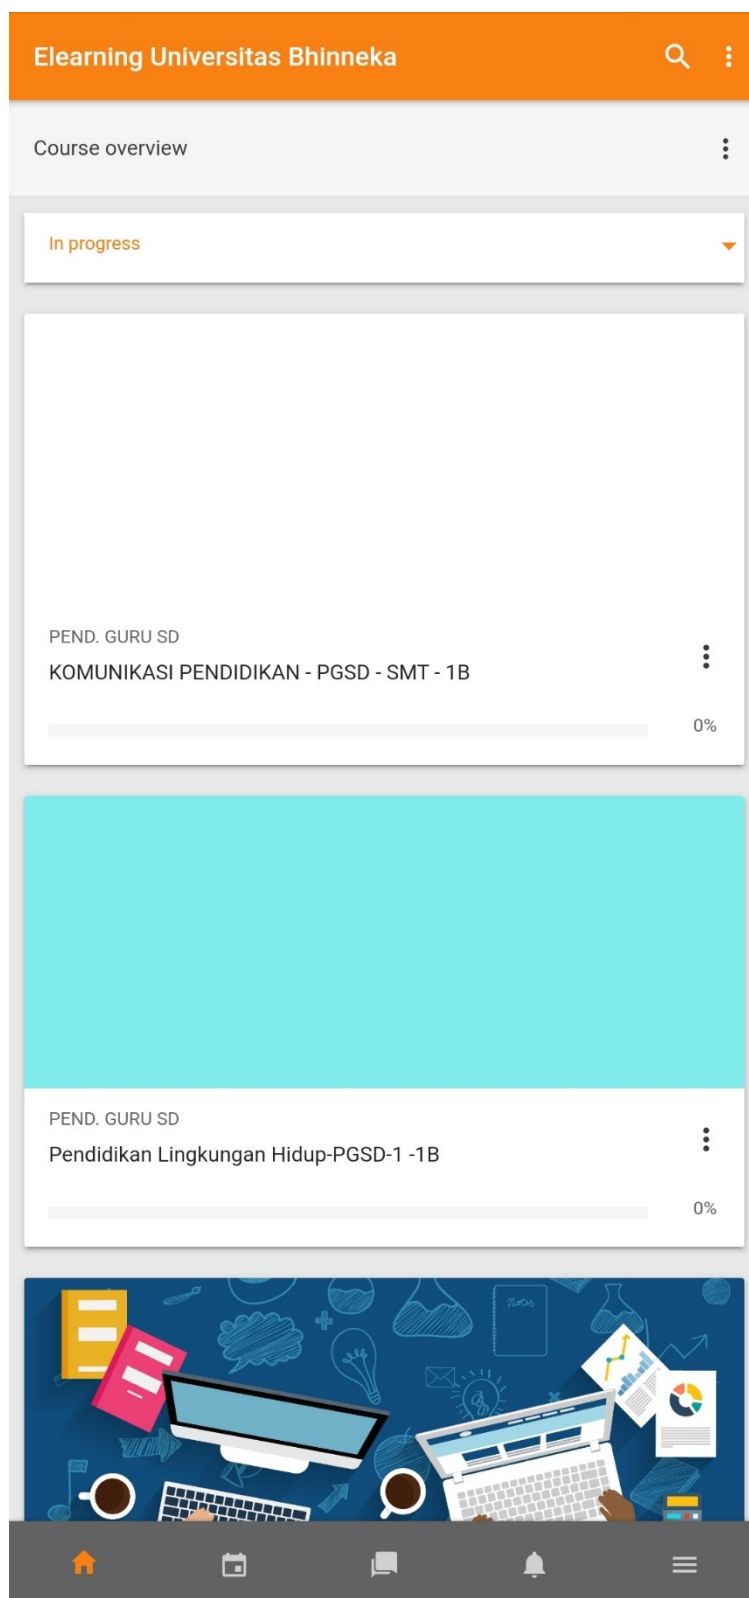 Elearning Universitas Bhinneka
Course overview
In progress
PEND. GURU SD
KOMUNIKASI PENDIDIKAN - PGSD - SMT - 1B
0%
PEND. GURU SD
Pendidikan Lingkungan Hidup-PGSD-1 -1B
0%
Notes